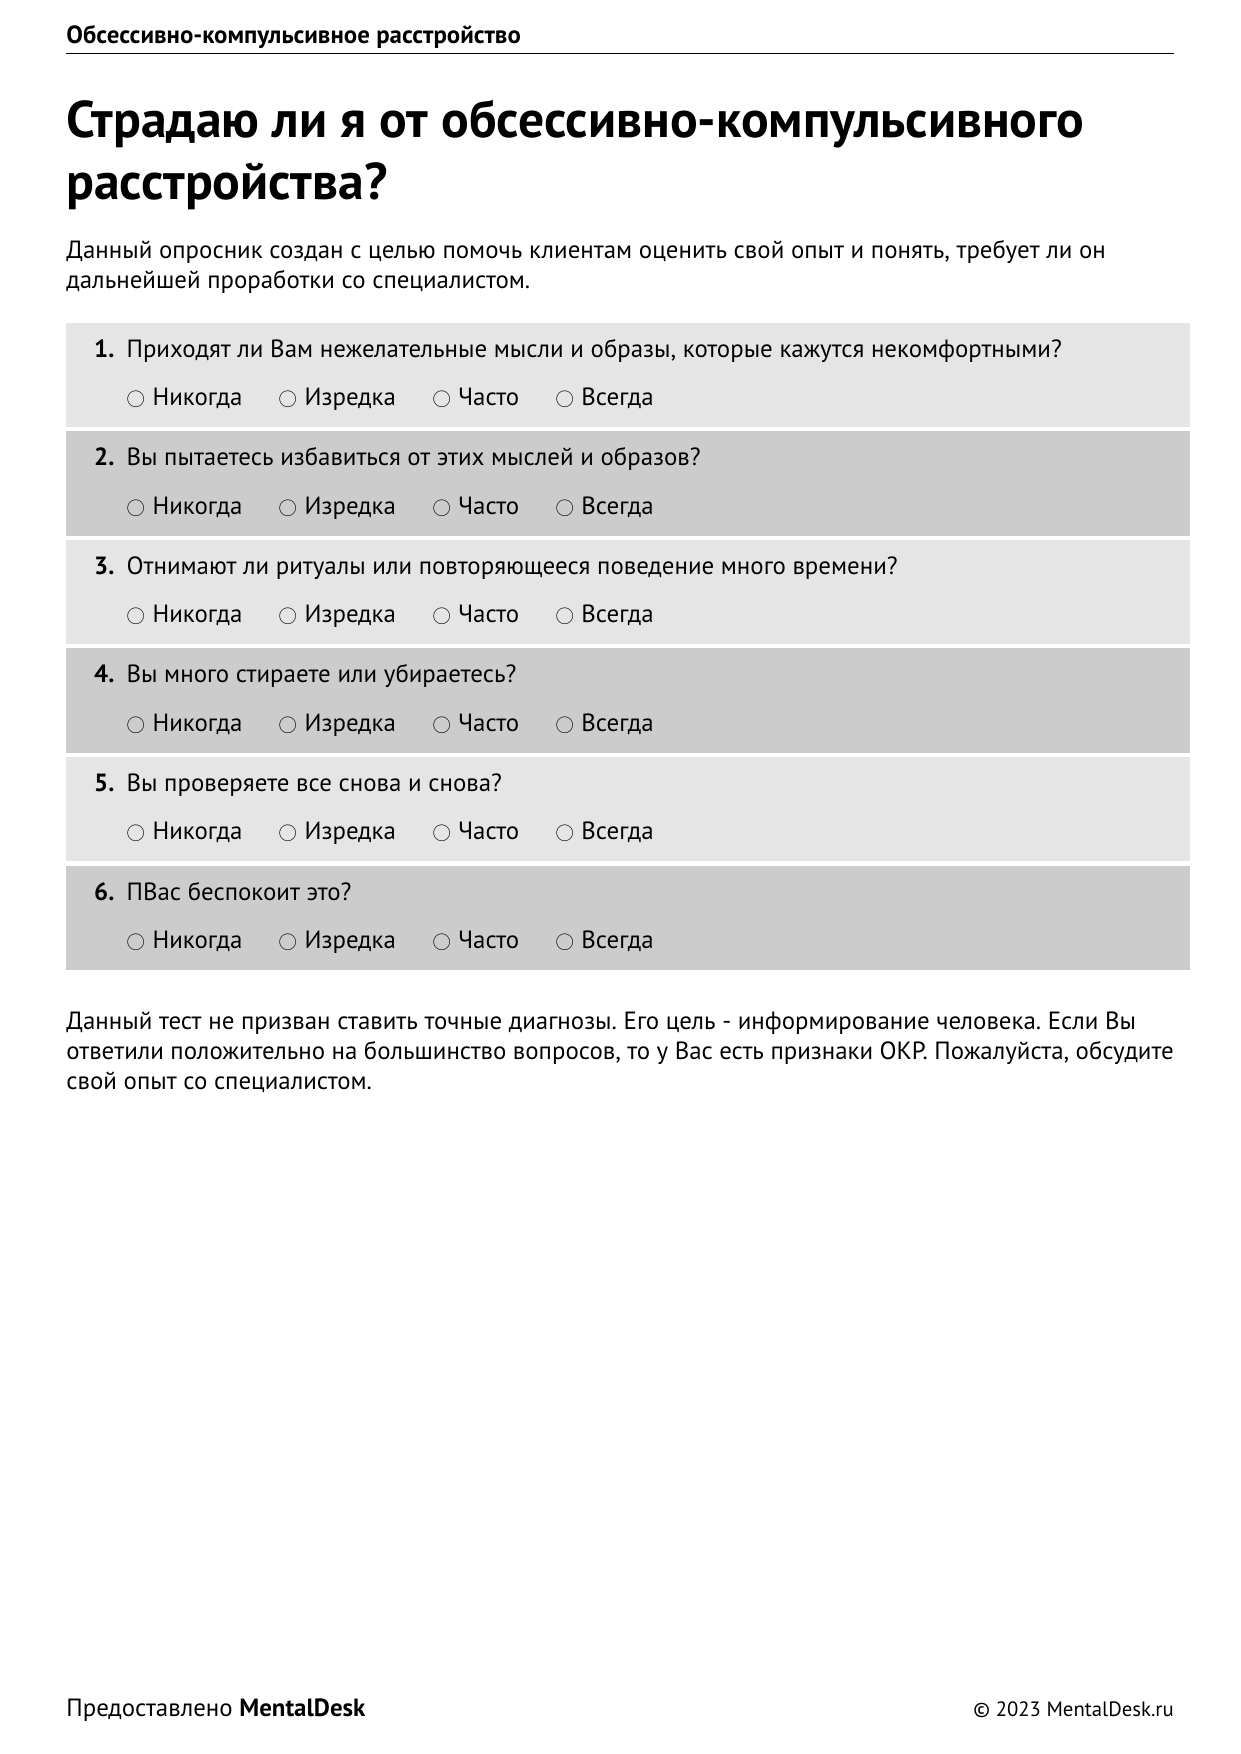 Обсессивно-компульсивное расстройство
Страдаю ли я от обсессивно-компульсивного
расстройства?
Данный опросник создан с целью помочь клиентам оценить свой опыт и понять, требует ли он
дальнейшей проработки со специалистом.
1. Приходят ли Вам нежелательные мысли и образы, которые кажутся некомфортными?
○ Никогда ○ Изредка ○ Часто ○ Всегда
2. Вы пытаетесь избавиться от этих мыслей и образов?
○ Никогда ○ Изредка ○ Часто ○ Всегда
3. Отнимают ли ритуалы или повторяющееся поведение много времени?
○ Никогда ○ Изредка ○ Часто ○ Всегда
4. Вы много стираете или убираетесь?
○ Никогда ○ Изредка ○ Часто ○ Всегда
5. Вы проверяете все снова и снова?
○ Никогда ○ Изредка ○ Часто ○ Всегда
6. ПВас беспокоит это?
○ Никогда ○ Изредка ○ Часто ○ Всегда
Данный тест не призван ставить точные диагнозы. Его цель - информирование человека. Если Вы
ответили положительно на большинство вопросов, то у Вас есть признаки ОКР. Пожалуйста, обсудите
свой опыт со специалистом.
Предоставлено MentalDesk © 2023 MentalDesk.ru